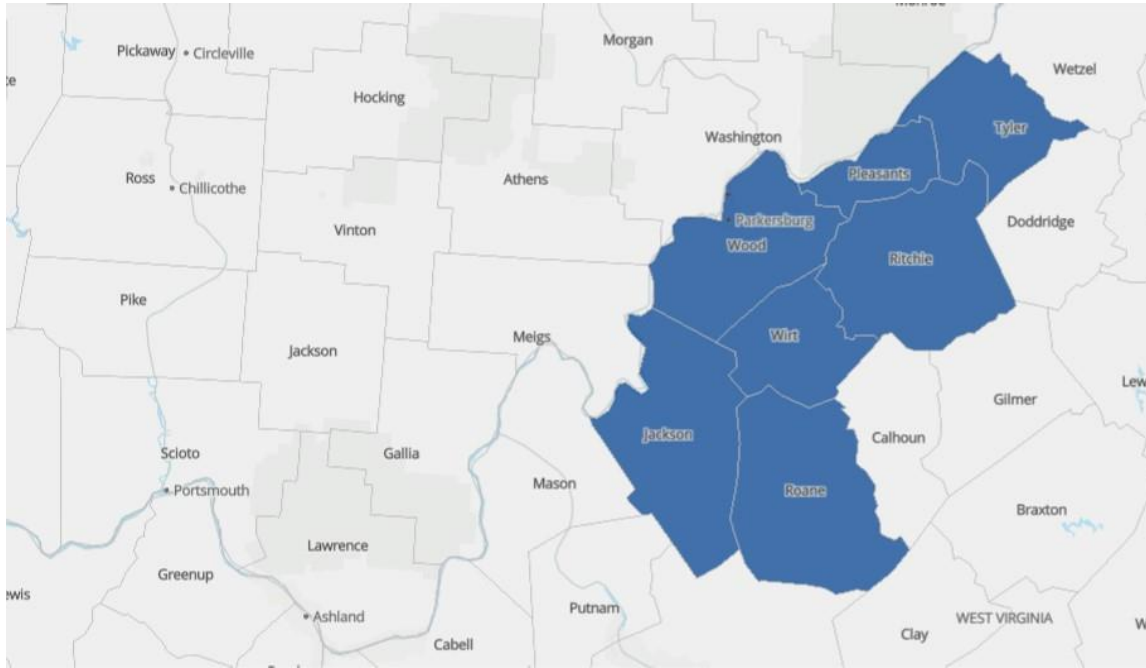 Pickaway
Circleville
Morgan
Wetzel
Hocking
Tyler
Washington
Ross
Chillicothe
Athens
Pleasants
Parkersburg
Wood
Doddridge
Vinton
Ritchie
Pike
Meigs
Wirt
Jackson
Gilmer
Jackson
Calhoun
Scioto
Gallia
Portsmouth
Mason
Roane
Braxton
Lawrence
Greenup
Ashland
Putnam
Cabell
Clay
WEST VIRGINIA